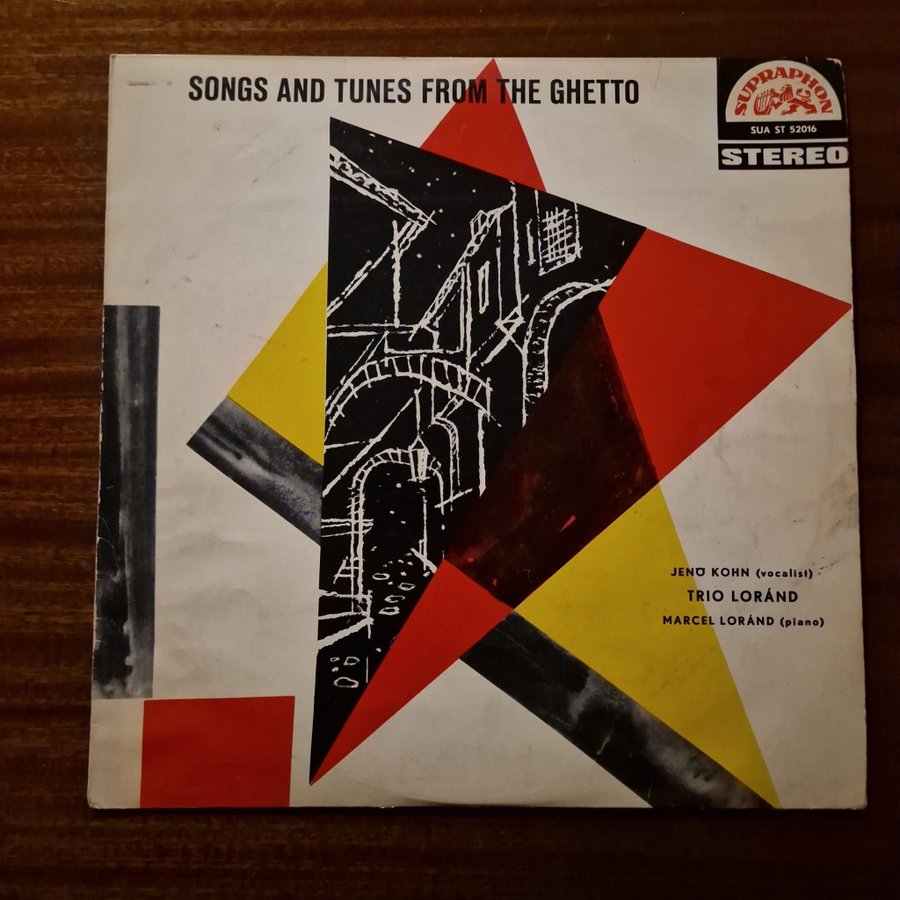 SONGS AND TUNES FROM THE GHETTO
SUPRAPHON
SUA ST 52016
STEREO
JENŐ KOHN (vocalist)
TRIO LORÁND
MARCEL LORÁND (piano)